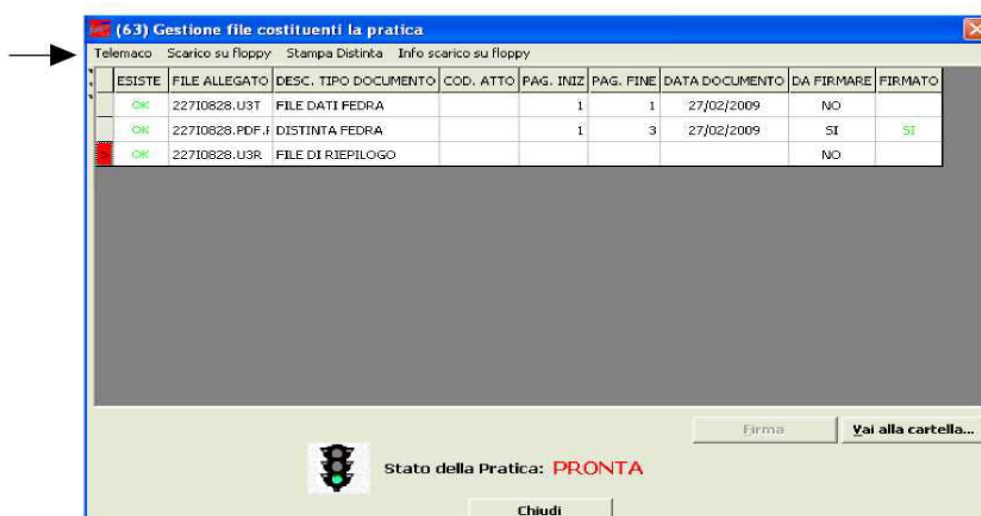 (63) Gestione file costituenti la pratica
Telemaco Scarico su floppy Stampa Distinta Info scarico su floppy
ESISTE FILE ALLEGATO DESC. TIPO DOCUMENTO COD. ATTO PAG. INIZ PAG. FINE DATA DOCUMENTO DA FIRMARE FIRMATO
OK 227I0828.U3T FILE DATI FEDRA 1 1 27/02/2009 NO
OK 227I0828.PDF. DISTINTA FEDRA 1 3 27/02/2009 SI SI
OK 227I0828.U3R FILE DI RIEPILOGO NO
Firma Vai alla cartella...
Stato della Pratica: PRONTA
Chiudi